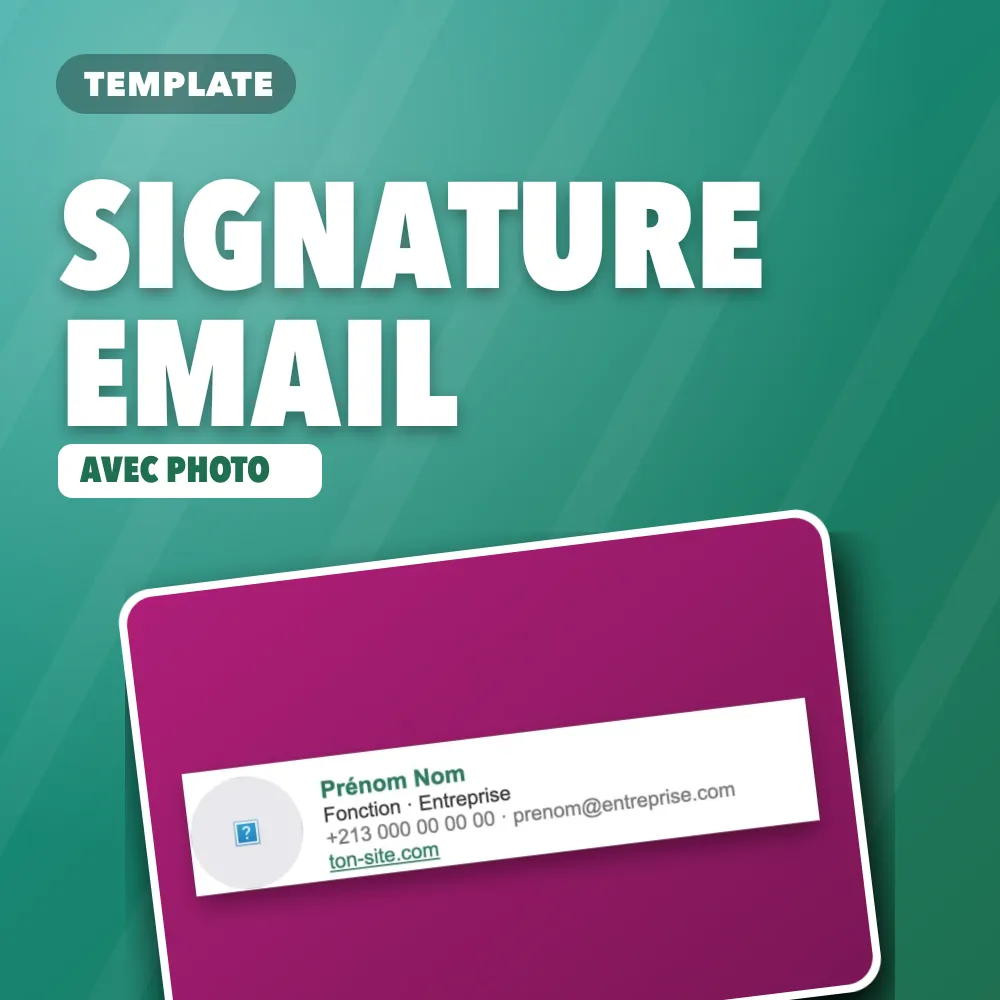 TEMPLATE
SIGNATURE
EMAIL
AVEC PHOTO
Prénom Nom
Fonction · Entreprise
+213 000 00 00 00 · prenom@entreprise.com
ton-site.com
?